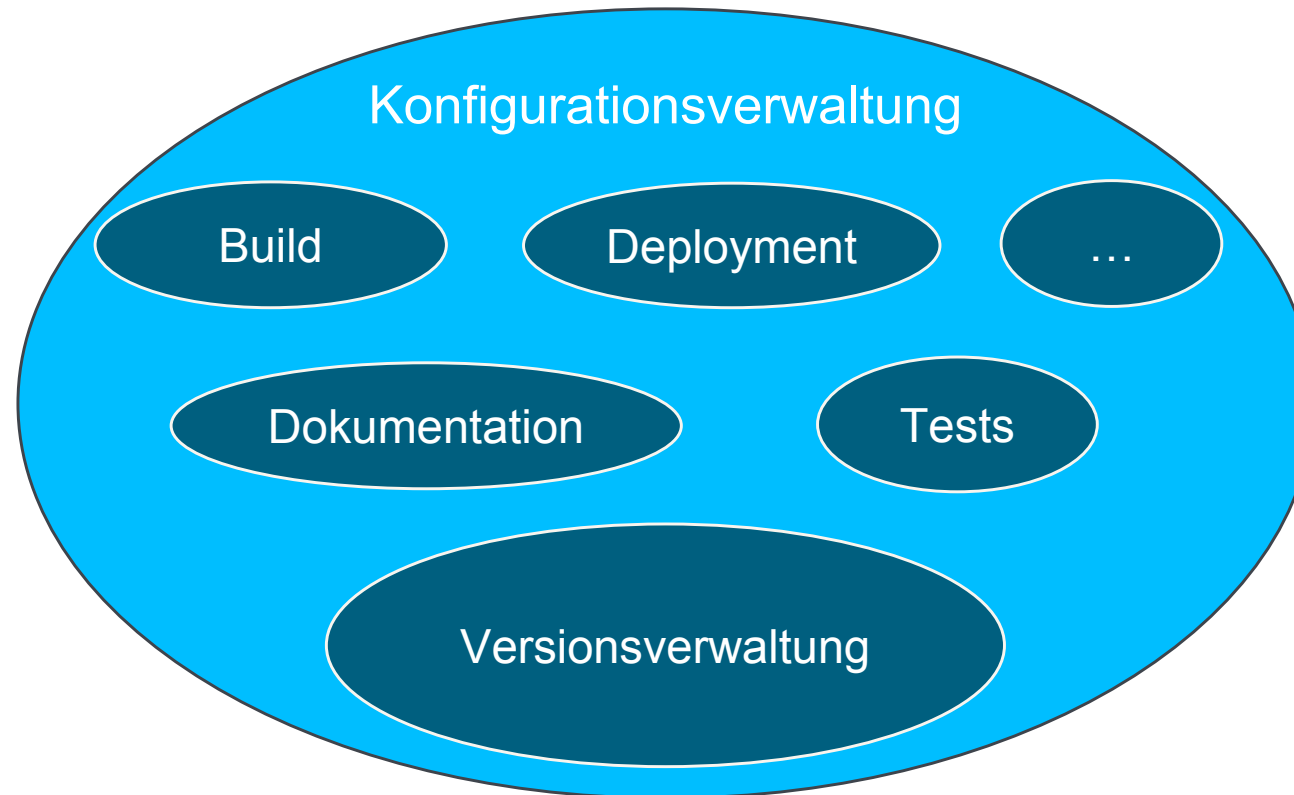 Konfigurationsverwaltung
Build
Deployment
…
Dokumentation
Tests
Versionsverwaltung